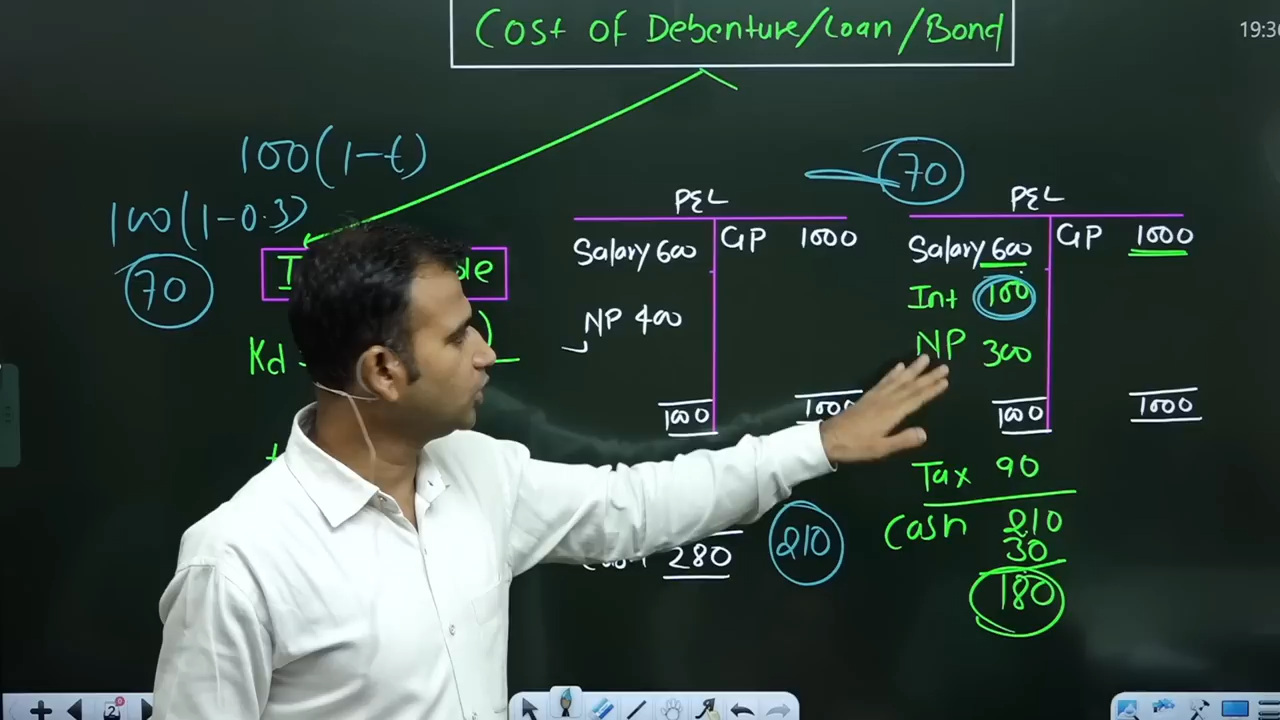 Cost of Debenture/Loan/Bond
19:3
100(1-t)
100(1-0.3)
70
Kd
P&L
Salary 600 GP 1000
NP 400
1000 1000
280
210
70
P&L
Salary 600 GP 1000
Int 100
NP 300
1000 1000
Tax 90
Cash 210
30
180
2